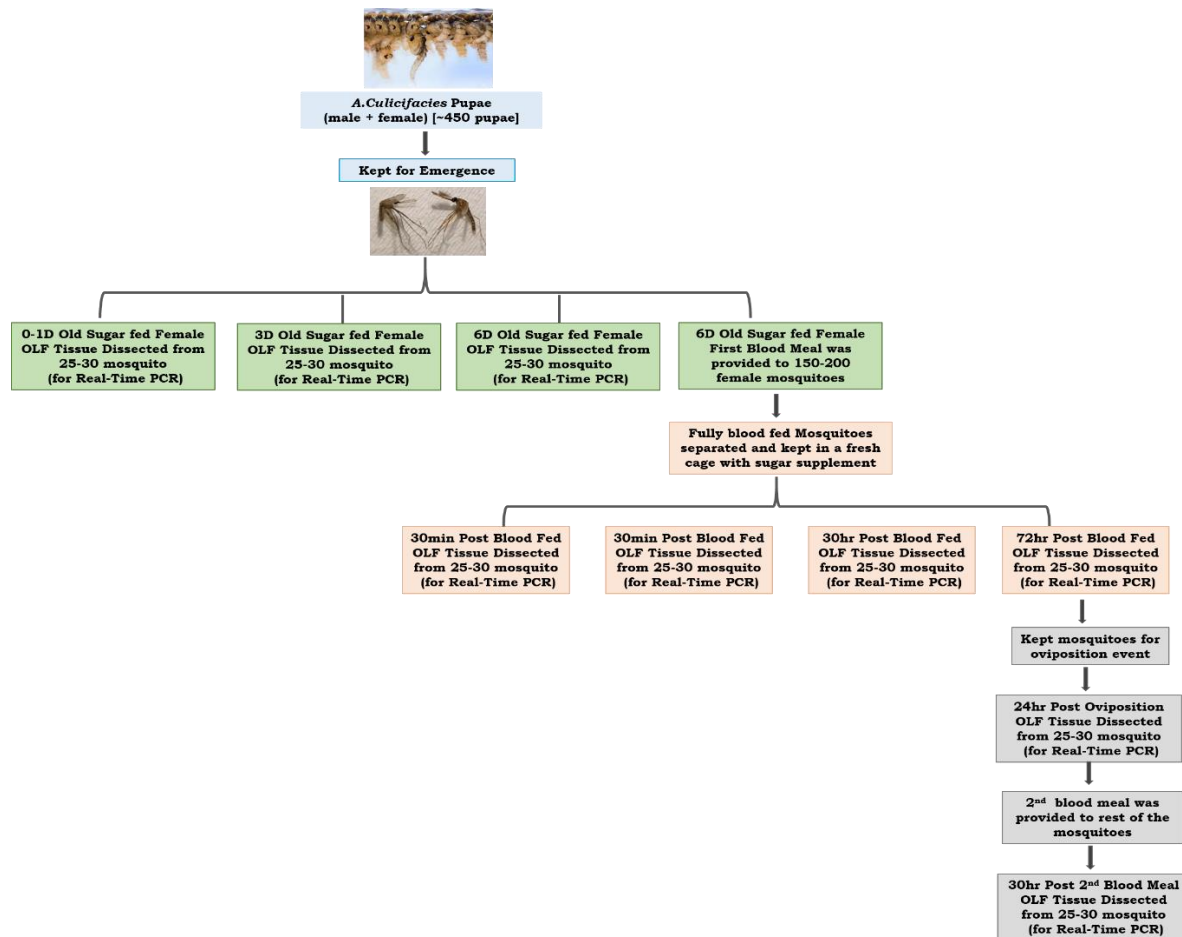 A.Culicifacies Pupae
(male + female) [~450 pupae]
Kept for Emergence
0-1D Old Sugar fed Female
OLF Tissue Dissected from
25-30 mosquito
(for Real-Time PCR)
3D Old Sugar fed Female
OLF Tissue Dissected from
25-30 mosquito
(for Real-Time PCR)
6D Old Sugar fed Female
OLF Tissue Dissected from
25-30 mosquito
(for Real-Time PCR)
6D Old Sugar fed Female
First Blood Meal was
provided to 150-200
female mosquitoes
Fully blood fed Mosquitoes
separated and kept in a fresh
cage with sugar supplement
30min Post Blood Fed
OLF Tissue Dissected
from 25-30 mosquito
(for Real-Time PCR)
30min Post Blood Fed
OLF Tissue Dissected
from 25-30 mosquito
(for Real-Time PCR)
30hr Post Blood Fed
OLF Tissue Dissected
from 25-30 mosquito
(for Real-Time PCR)
72hr Post Blood Fed
OLF Tissue Dissected
from 25-30 mosquito
(for Real-Time PCR)
Kept mosquitoes for
oviposition event
24hr Post Oviposition
OLF Tissue Dissected
from 25-30 mosquito
(for Real-Time PCR)
2nd blood meal was
provided to rest of the
mosquitoes
30hr Post 2nd Blood Meal
OLF Tissue Dissected
from 25-30 mosquito
(for Real-Time PCR)